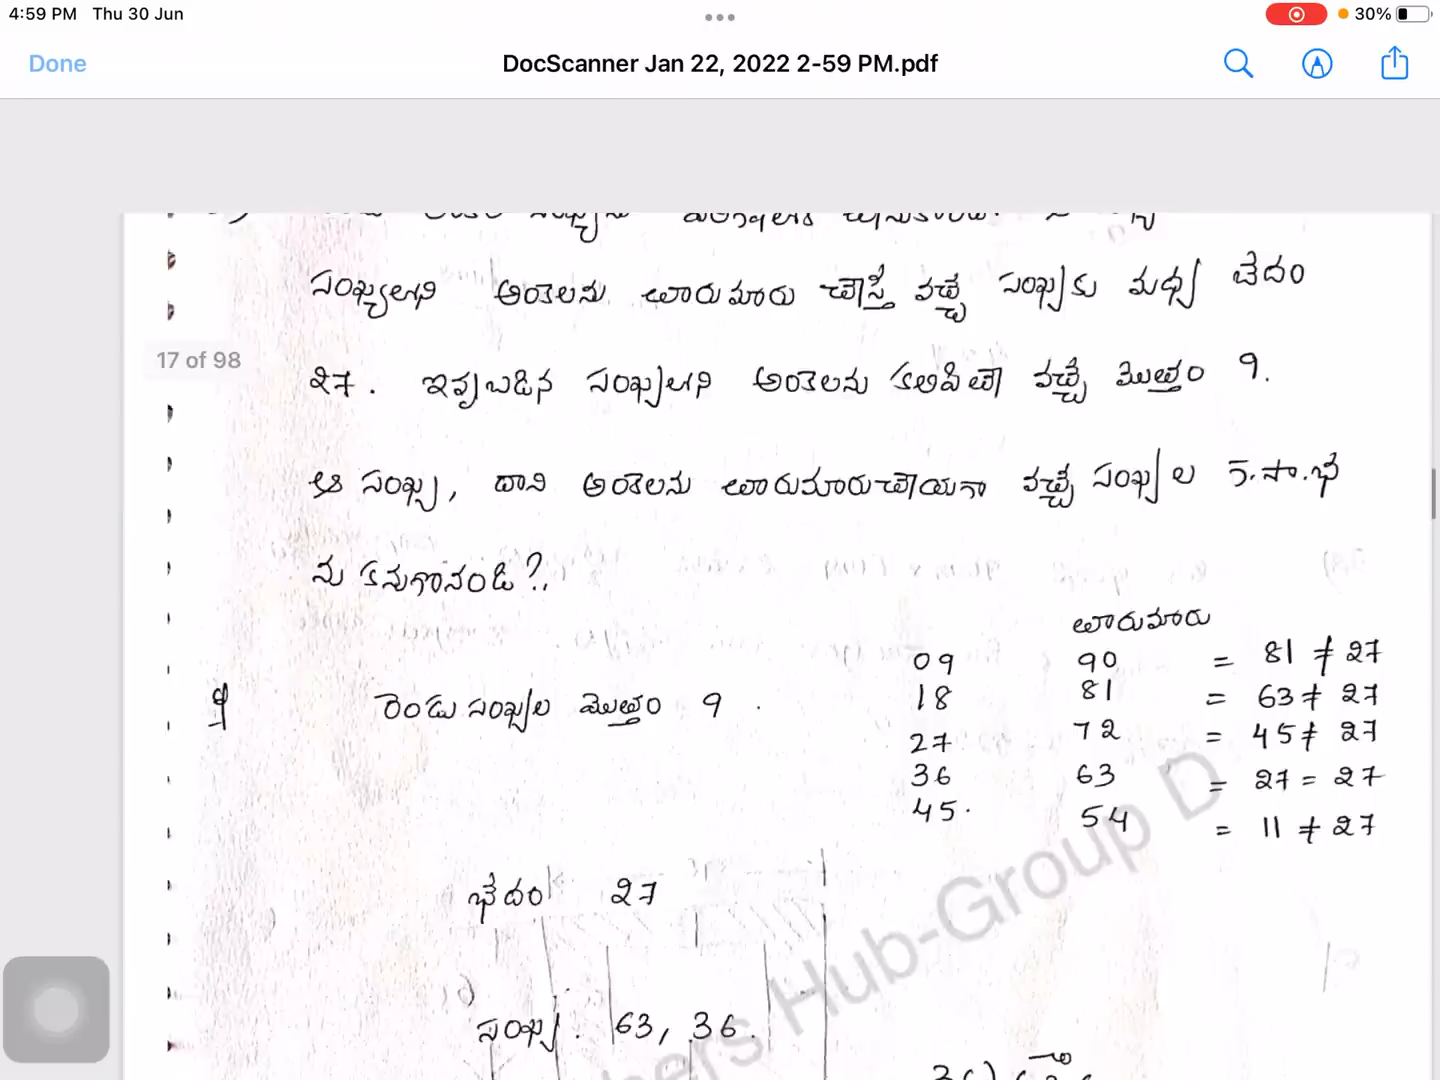 4:59 PM Thu 30 Jun
30%
Done
DocScanner Jan 22, 2022 2-59 PM.pdf
17 of 98
సంఖ్యలోని అంకెలను తారుమారు చేస్తే వచ్చే సంఖ్యకు మధ్య బేదం
27. ఇవ్వబడిన సంఖ్యలోని అంకెలను కలిపితే వచ్చే మొత్తం 9.
ఆ సంఖ్య, దాని అంకెలను తారుమారుచేయగా వచ్చే సంఖ్యల గ.సా.భ
ను కనుగొనండి?
తారుమారు
09 90 = 81 ≠ 27
18 81 = 63 ≠ 27
రెండు సంఖ్యల మొత్తం 9.
27 72 = 45 ≠ 27
36 63 = 27 = 27
45. 54 = 11 ≠ 27
భేదం 27
సంఖ్య 63, 36.
ers Hub-Group D